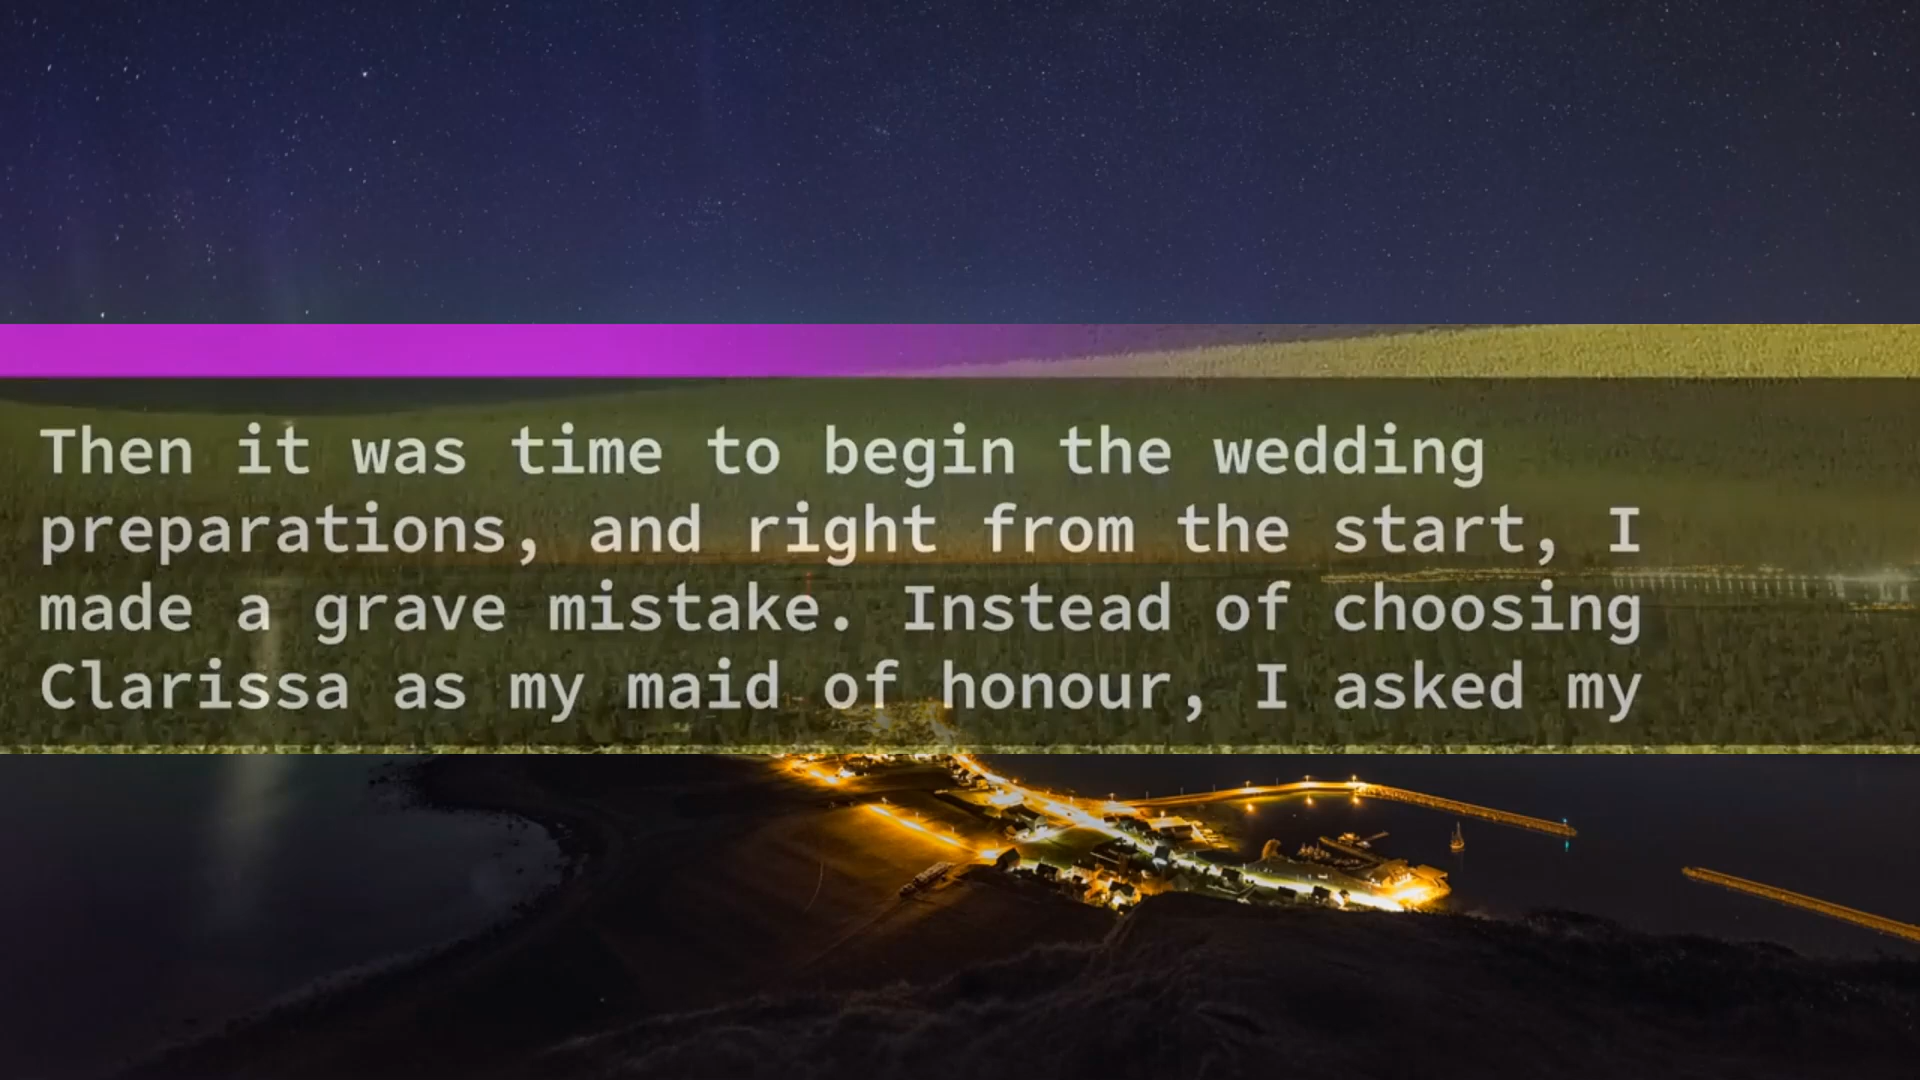 Then it was time to begin the wedding
preparations, and right from the start, I
made a grave mistake. Instead of choosing
Clarissa as my maid of honour, I asked my